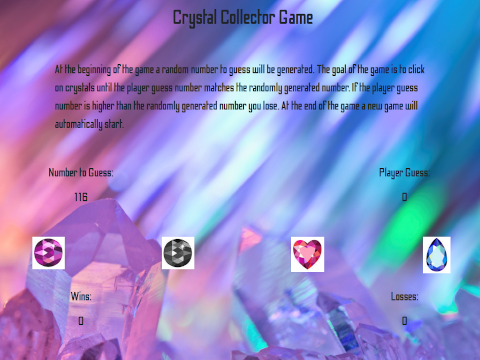 Crystal Collector Game
At the beginning of the game a random number to guess will be generated. The goal of the game is to click
on crystals until the player guess number matches the randomly generated number. If the player guess
number is higher than the randomly generated number you lose. At the end of the game a new game will
automatically start.
Number to Guess: Player Guess:
116 0
Wins: Losses:
0 0